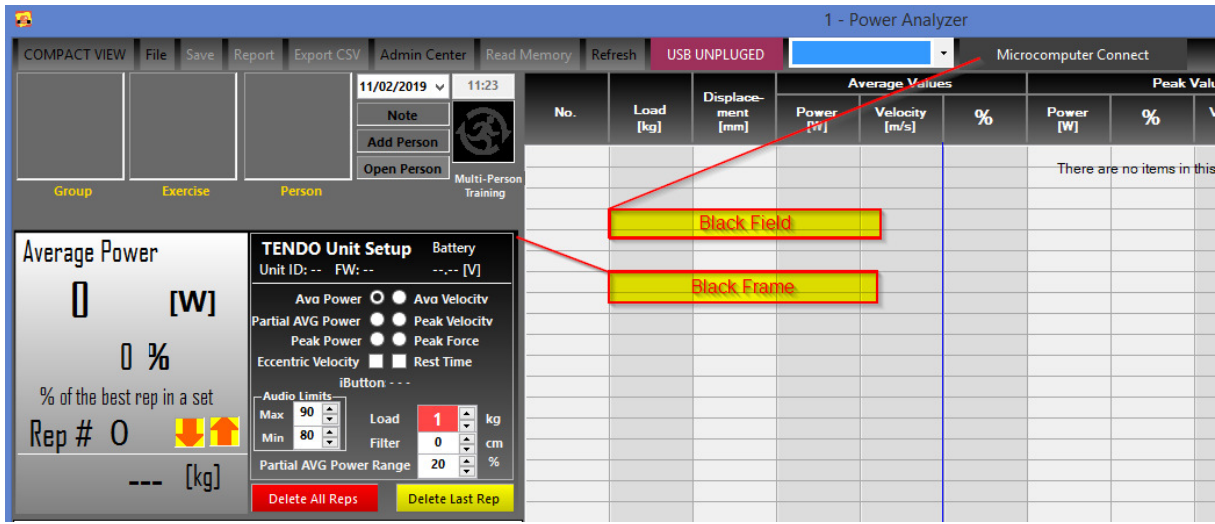 1 - Power Analyzer
COMPACT VIEW File Save Report Export CSV Admin Center Read Memory Refresh USB UNPLUGED Microcomputer Connect
11/02/2019 11:23
Note
Add Person
Open Person
Multi-Person
Training
Group Exercise Person
No. Load [kg] Displace-ment [mm] Average Values Power [W] Velocity [m/s] % Peak Valu Power [W] % V
There are no items in this
Black Field
Black Frame
Average Power
0 [W]
0 %
% of the best rep in a set
Rep # 0
--- [kg]
TENDO Unit Setup Battery
Unit ID: -- FW: -- --.-- [V]
Avg Power Avg Velocity
Partial AVG Power Peak Velocity
Peak Power Peak Force
Eccentric Velocity Rest Time
iButton: - - -
Audio Limits
Max 90 Load 1 kg
Min 80 Filter 0 cm
Partial AVG Power Range 20 %
Delete All Reps Delete Last Rep